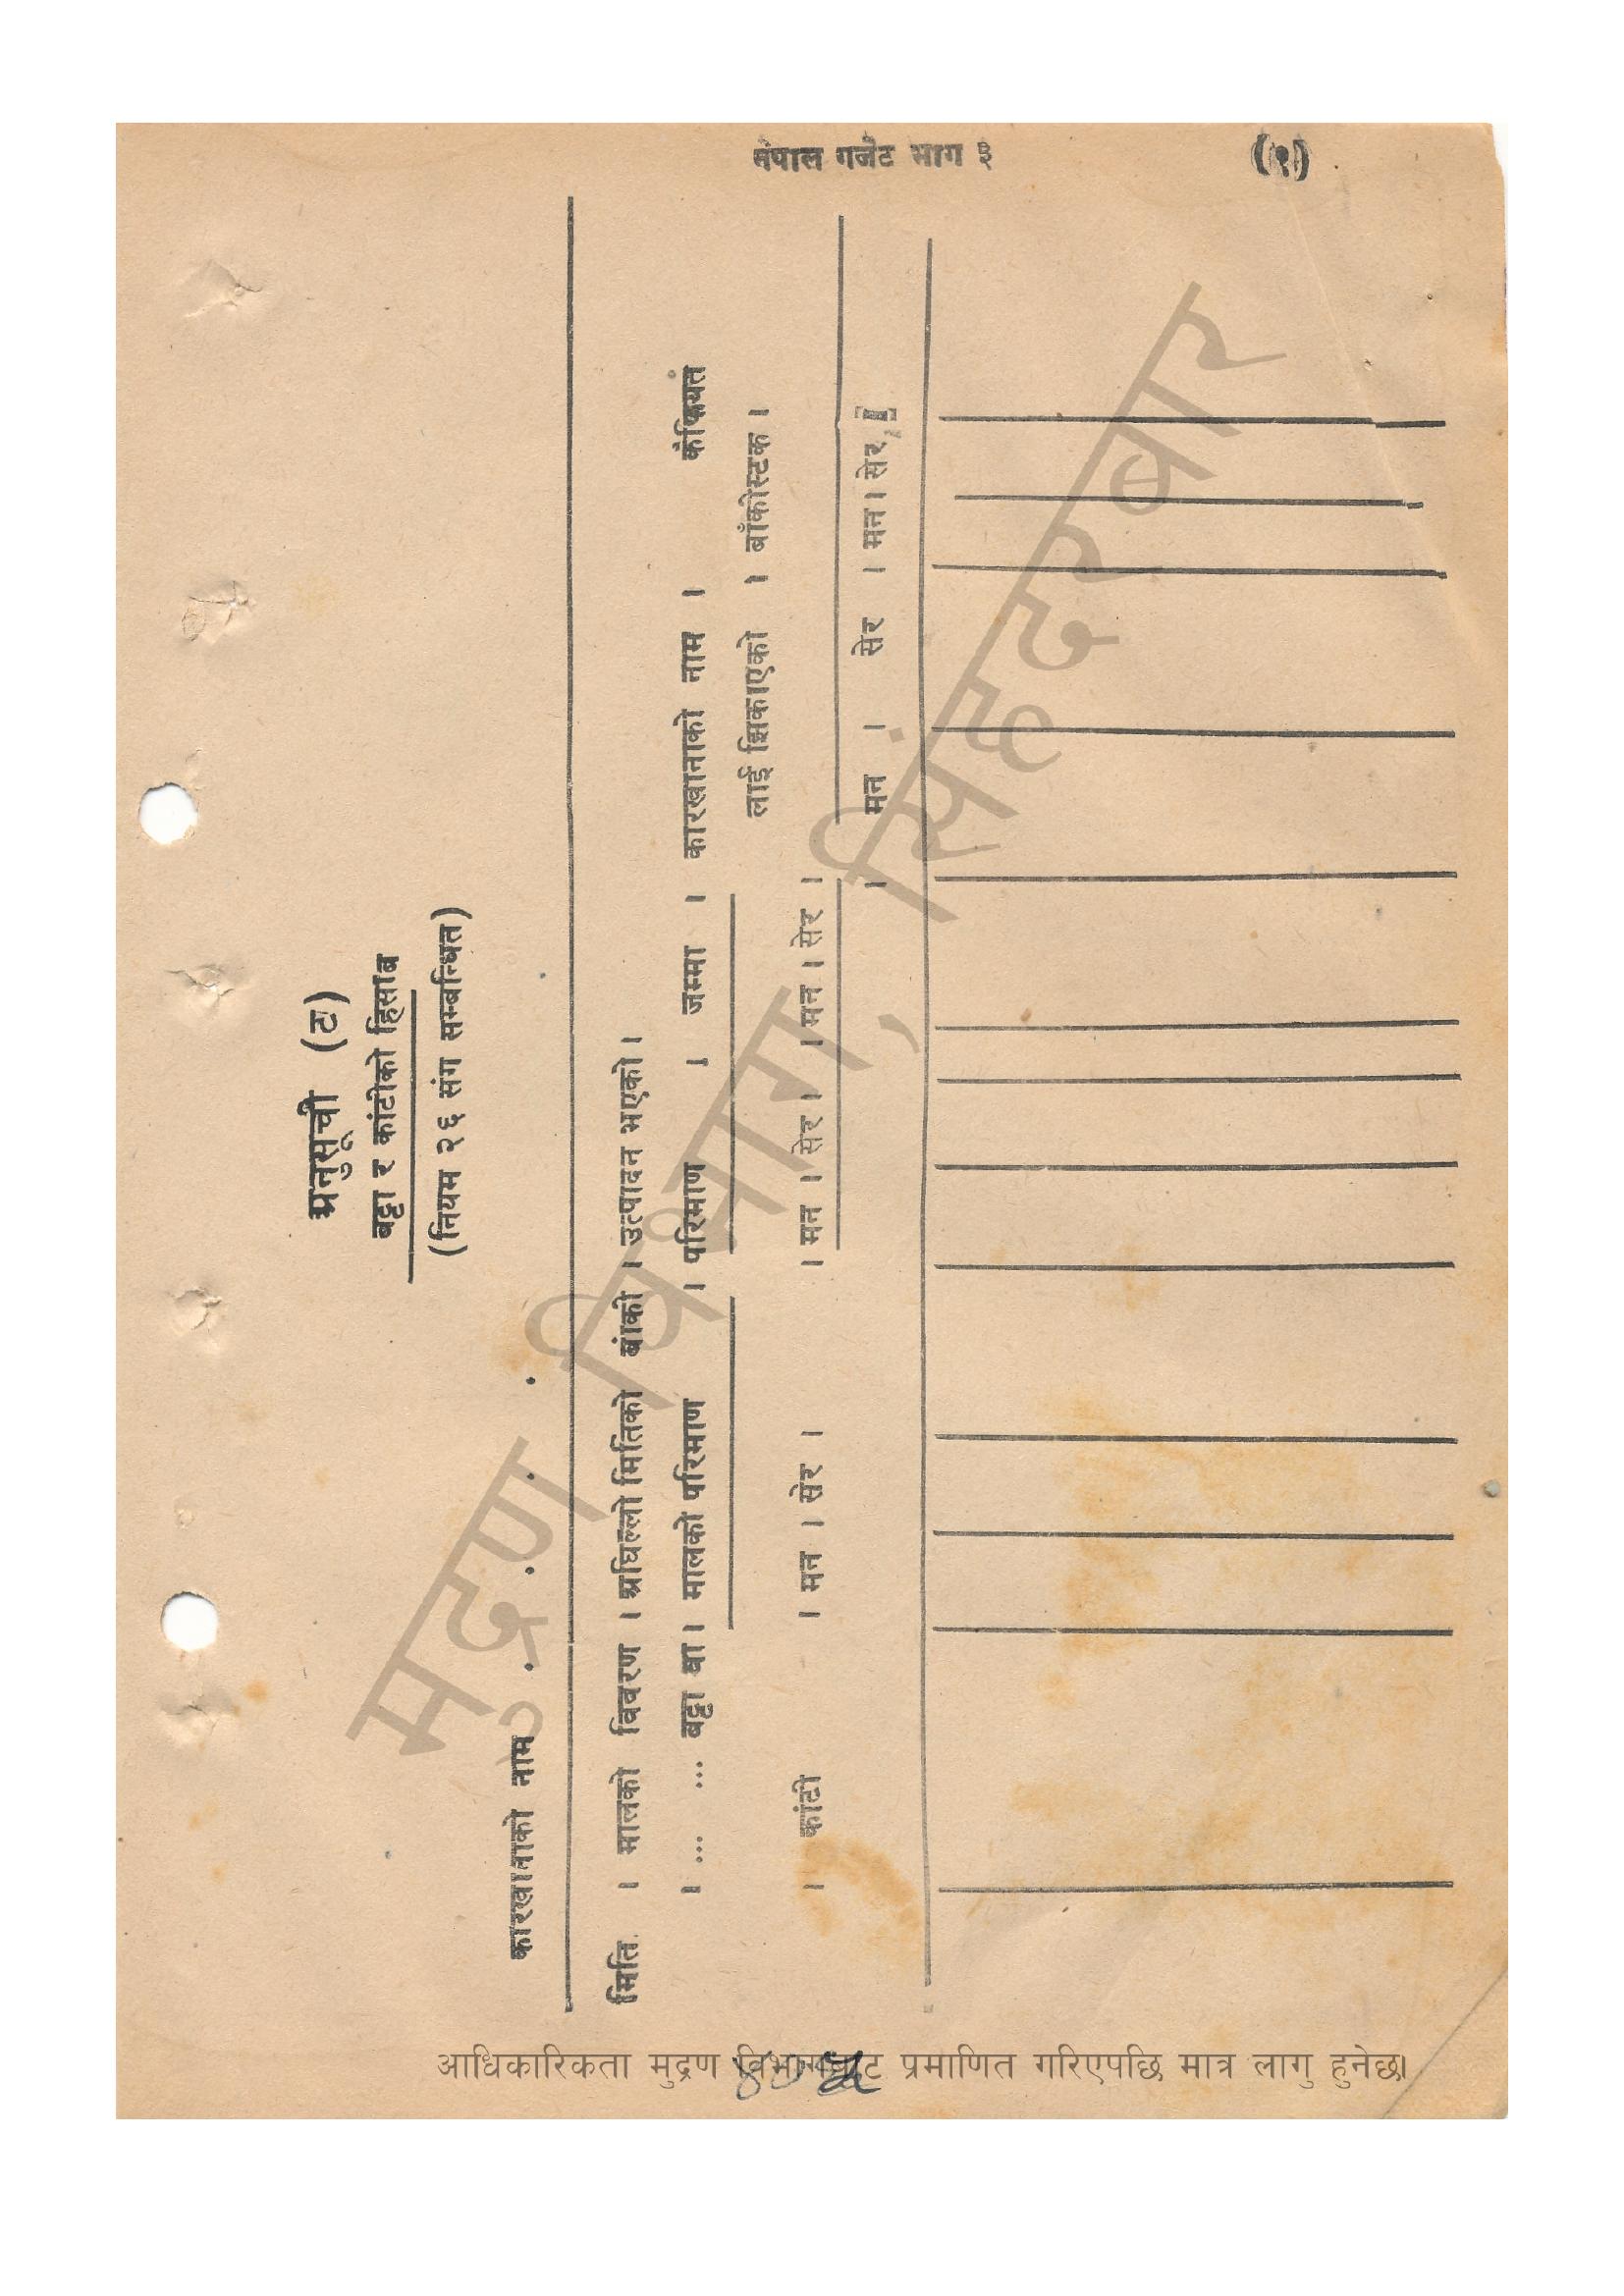 नेपाल गजेट भाग ३ (१)
अनुसूची (ट)
बट्टा र कांटोको हिसाब
(नियम २६ संग सम्बन्धित)
कारखानाको नाम . . . .
मिति । मालको विवरण । अघिल्लो मितिको बांकी । उत्पादन भएको ।
। ... ... बट्टा वा । मालको परिमाण । परिमाण । जम्मा । कारखानाको नाम । कैफियत
लाई झिकाएको । बाँकीस्टक ।
। कांटी । मन । सेर । । मन । सेर । । मन । सेर ।
। मन । सेर । मन । सेर
मुद्रण विभाग, सिंहदरबार
आधिकारिकता मुद्रण विभागबाट प्रमाणित गरिएपछि मात्र लागु हुनेछ।